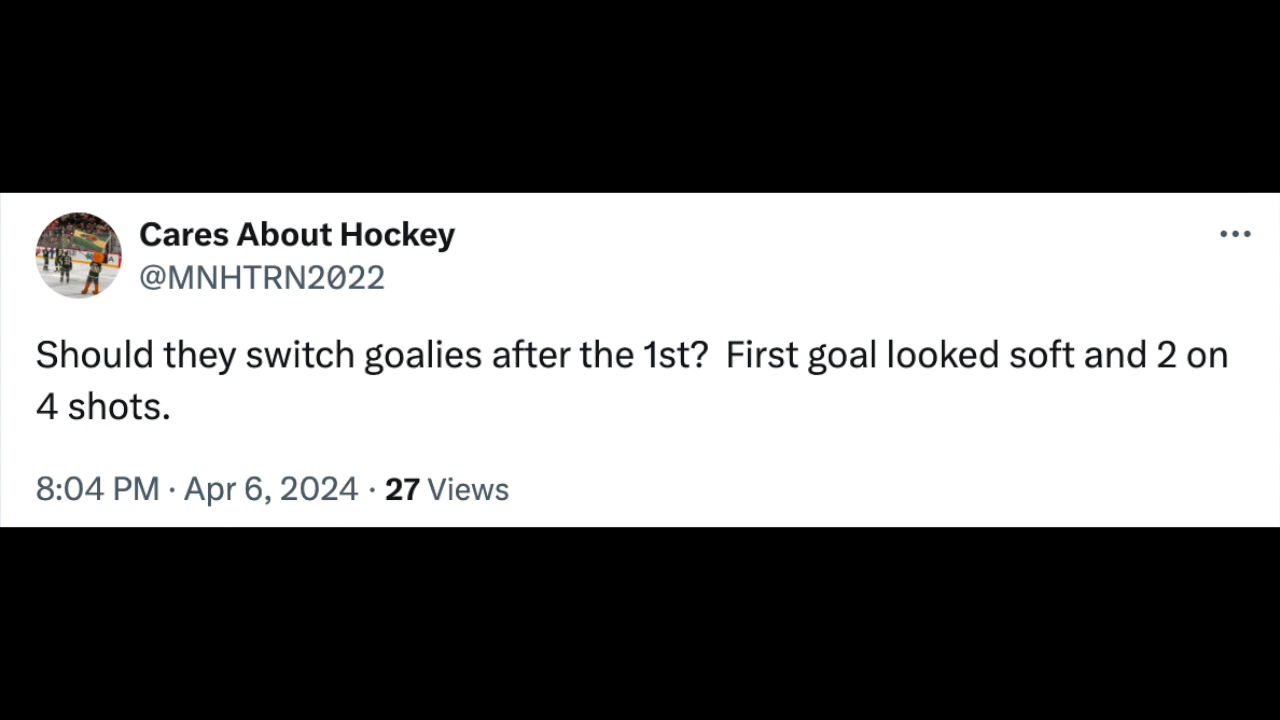 Cares About Hockey
@MNHTRN2022
Should they switch goalies after the 1st?  First goal looked soft and 2 on
4 shots.
8:04 PM · Apr 6, 2024 · 27 Views